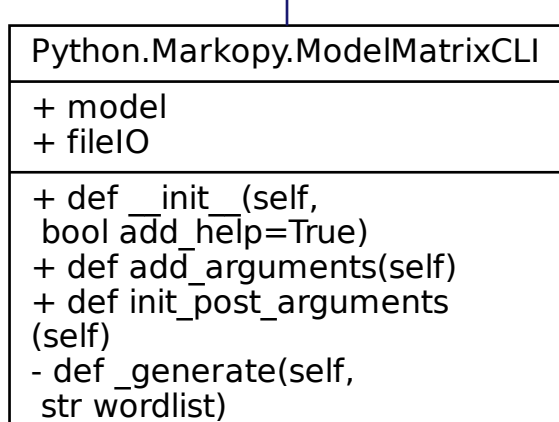 Python.Markopy.ModelMatrixCLI
+ model
+ fileIO
+ def __init__(self,
bool add_help=True)
+ def add_arguments(self)
+ def init_post_arguments
(self)
- def _generate(self,
str wordlist)